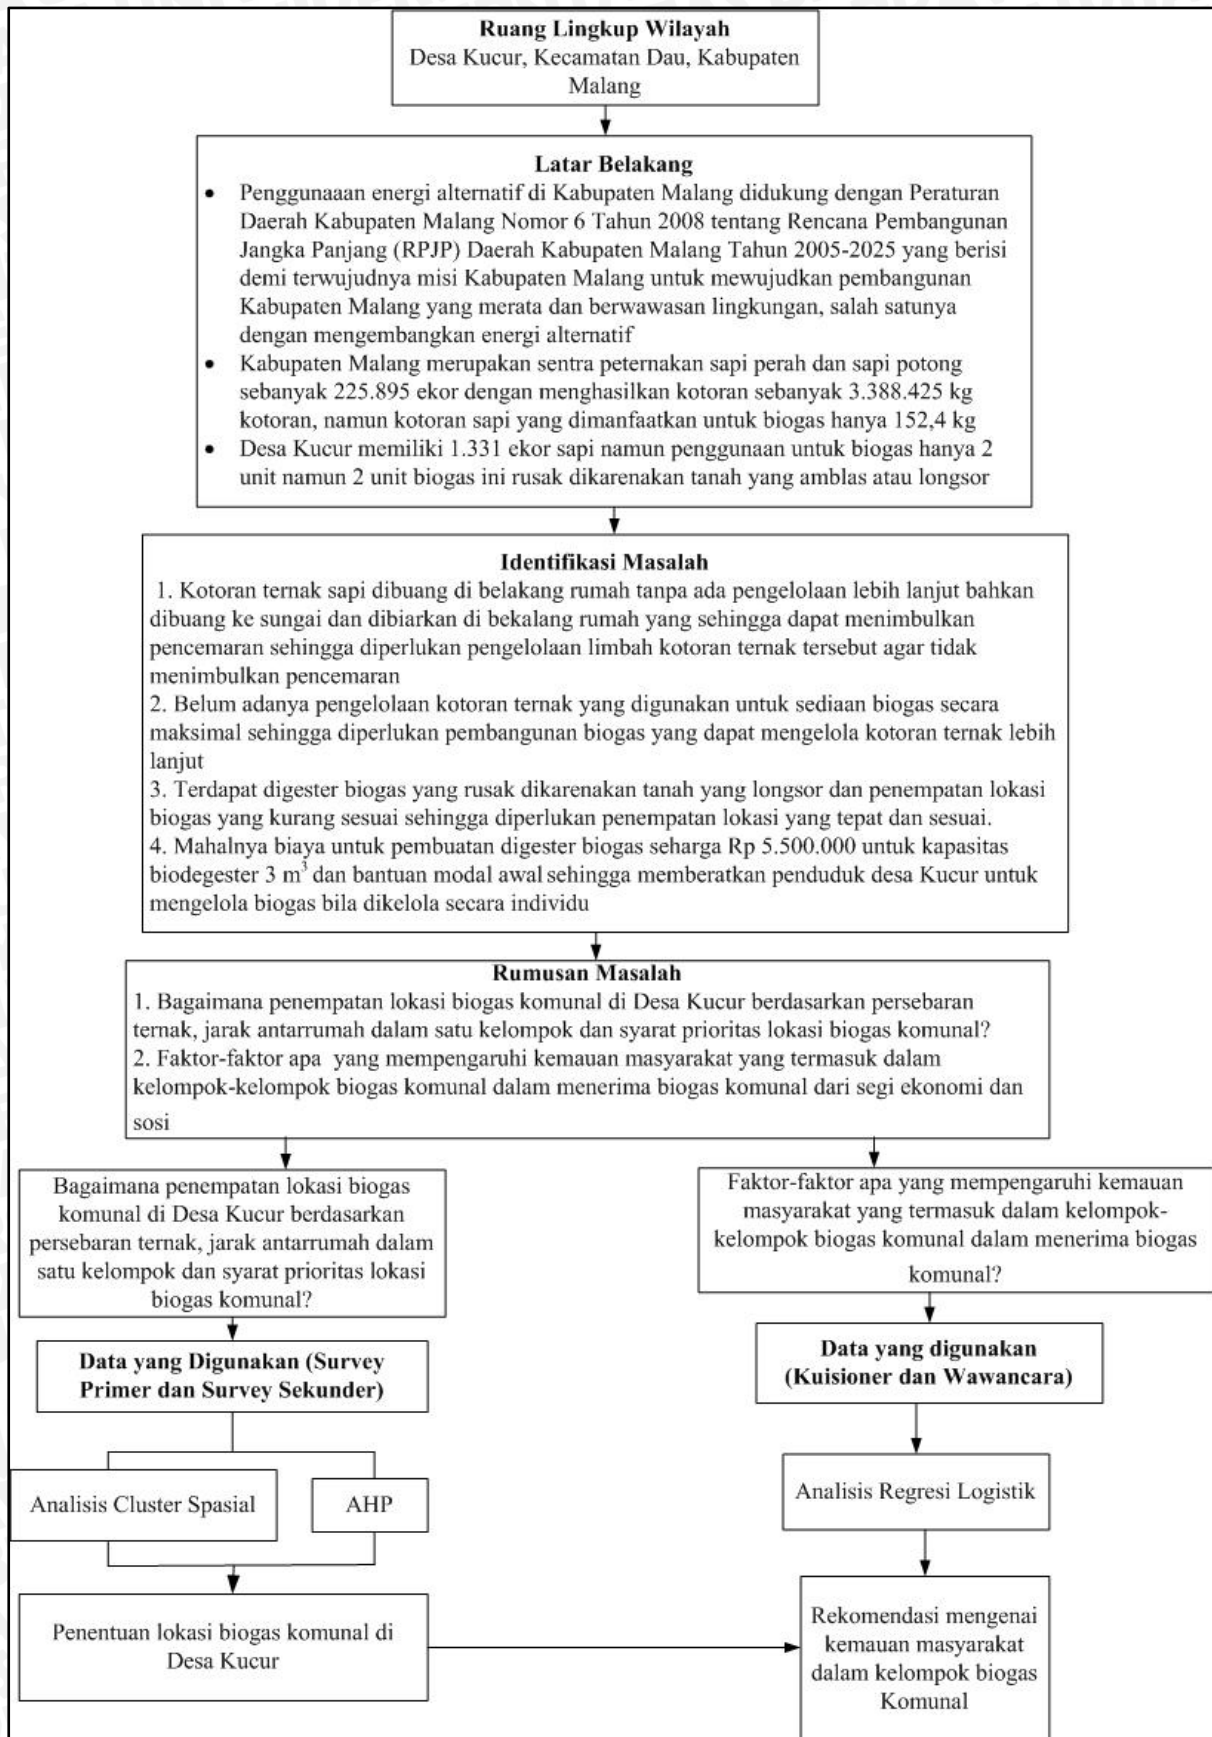 Ruang Lingkup Wilayah
Desa Kucur, Kecamatan Dau, Kabupaten
Malang
Latar Belakang
• Penggunaaan energi alternatif di Kabupaten Malang didukung dengan Peraturan
Daerah Kabupaten Malang Nomor 6 Tahun 2008 tentang Rencana Pembangunan
Jangka Panjang (RPJP) Daerah Kabupaten Malang Tahun 2005-2025 yang berisi
demi terwujudnya misi Kabupaten Malang untuk mewujudkan pembangunan
Kabupaten Malang yang merata dan berwawasan lingkungan, salah satunya
dengan mengembangkan energi alternatif
• Kabupaten Malang merupakan sentra peternakan sapi perah dan sapi potong
sebanyak 225.895 ekor dengan menghasilkan kotoran sebanyak 3.388.425 kg
kotoran, namun kotoran sapi yang dimanfaatkan untuk biogas hanya 152,4 kg
• Desa Kucur memiliki 1.331 ekor sapi namun penggunaan untuk biogas hanya 2
unit namun 2 unit biogas ini rusak dikarenakan tanah yang amblas atau longsor
Identifikasi Masalah
1. Kotoran ternak sapi dibuang di belakang rumah tanpa ada pengelolaan lebih lanjut bahkan
dibuang ke sungai dan dibiarkan di bekalang rumah yang sehingga dapat menimbulkan
pencemaran sehingga diperlukan pengelolaan limbah kotoran ternak tersebut agar tidak
menimbulkan pencemaran
2. Belum adanya pengelolaan kotoran ternak yang digunakan untuk sediaan biogas secara
maksimal sehingga diperlukan pembangunan biogas yang dapat mengelola kotoran ternak lebih
lanjut
3. Terdapat digester biogas yang rusak dikarenakan tanah yang longsor dan penempatan lokasi
biogas yang kurang sesuai sehingga diperlukan penempatan lokasi yang tepat dan sesuai.
4. Mahalnya biaya untuk pembuatan digester biogas seharga Rp 5.500.000 untuk kapasitas
biodegester 3 m³ dan bantuan modal awal sehingga memberatkan penduduk desa Kucur untuk
mengelola biogas bila dikelola secara individu
Rumusan Masalah
1. Bagaimana penempatan lokasi biogas komunal di Desa Kucur berdasarkan persebaran
ternak, jarak antarrumah dalam satu kelompok dan syarat prioritas lokasi biogas komunal?
2. Faktor-faktor apa yang mempengaruhi kemauan masyarakat yang termasuk dalam
kelompok-kelompok biogas komunal dalam menerima biogas komunal dari segi ekonomi dan
sosi
Bagaimana penempatan lokasi biogas
komunal di Desa Kucur berdasarkan
persebaran ternak, jarak antarrumah dalam
satu kelompok dan syarat prioritas lokasi
biogas komunal?
Faktor-faktor apa yang mempengaruhi kemauan
masyarakat yang termasuk dalam kelompok-
kelompok biogas komunal dalam menerima biogas
komunal?
Data yang Digunakan (Survey
Primer dan Survey Sekunder)
Data yang digunakan
(Kuisioner dan Wawancara)
Analisis Cluster Spasial
AHP
Analisis Regresi Logistik
Penentuan lokasi biogas komunal di
Desa Kucur
Rekomendasi mengenai
kemauan masyarakat
dalam kelompok biogas
Komunal